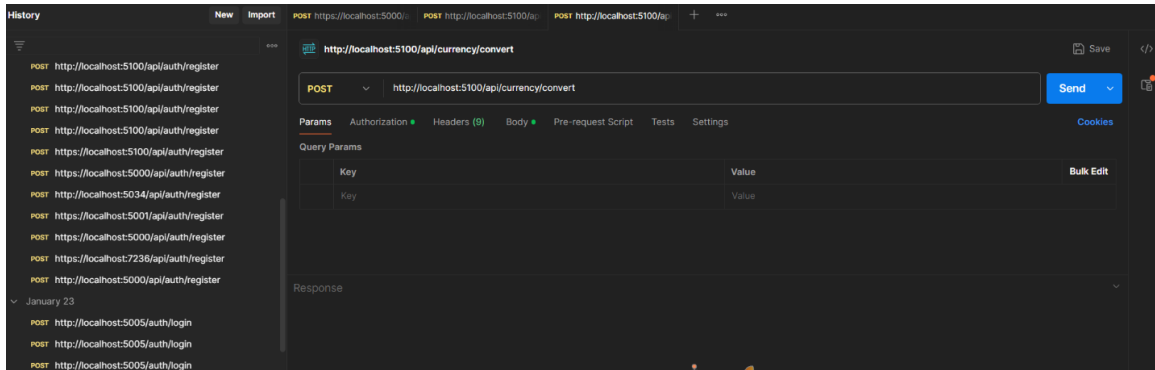 History New Import
POST https://localhost:5000/a POST http://localhost:5100/ap POST http://localhost:5100/ap
HTTP http://localhost:5100/api/currency/convert Save
POST http://localhost:5100/api/auth/register
POST http://localhost:5100/api/auth/register
POST http://localhost:5100/api/auth/register
POST http://localhost:5100/api/auth/register
POST https://localhost:5100/api/auth/register
POST https://localhost:5000/api/auth/register
POST http://localhost:5034/api/auth/register
POST https://localhost:5001/api/auth/register
POST https://localhost:5000/api/auth/register
POST https://localhost:7236/api/auth/register
POST http://localhost:5000/api/auth/register
January 23
POST http://localhost:5005/auth/login
POST http://localhost:5005/auth/login
POST http://localhost:5005/auth/login
POST http://localhost:5100/api/currency/convert Send
Params Authorization Headers (9) Body Pre-request Script Tests Settings Cookies
Query Params
Key Value Bulk Edit
Key Value
Response